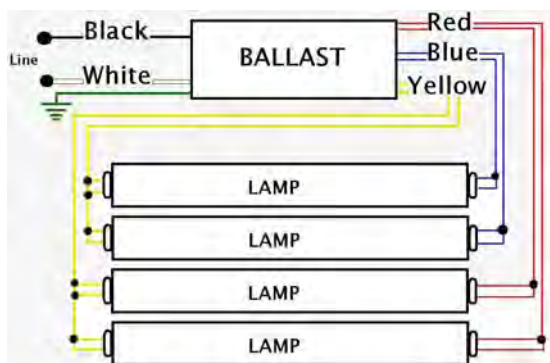 Black
Line
White
BALLAST
Red
Blue
Yellow
LAMP
LAMP
LAMP
LAMP